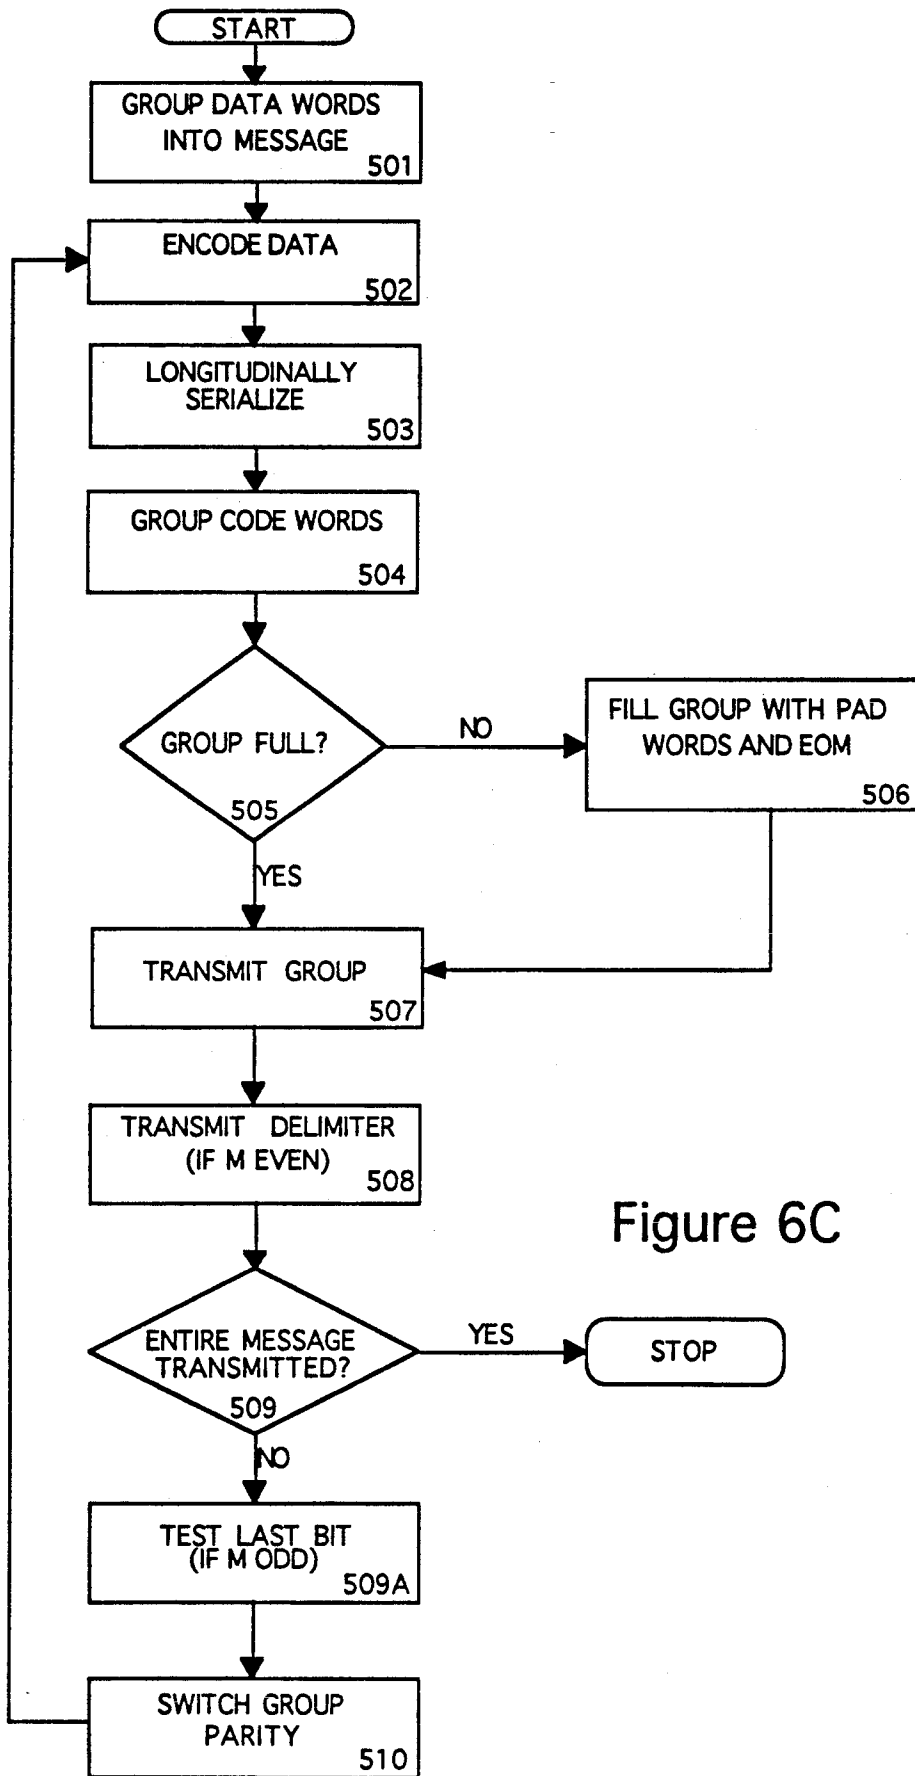 START
GROUP DATA WORDS
INTO MESSAGE
501
ENCODE DATA
502
LONGITUDINALLY
SERIALIZE
503
GROUP CODE WORDS
504
GROUP FULL?
505
NO
FILL GROUP WITH PAD
WORDS AND EOM
506
YES
TRANSMIT GROUP
507
TRANSMIT DELIMITER
(IF M EVEN)
508
Figure 6C
ENTIRE MESSAGE
TRANSMITTED?
509
YES
STOP
NO
TEST LAST BIT
(IF M ODD)
509A
SWITCH GROUP
PARITY
510